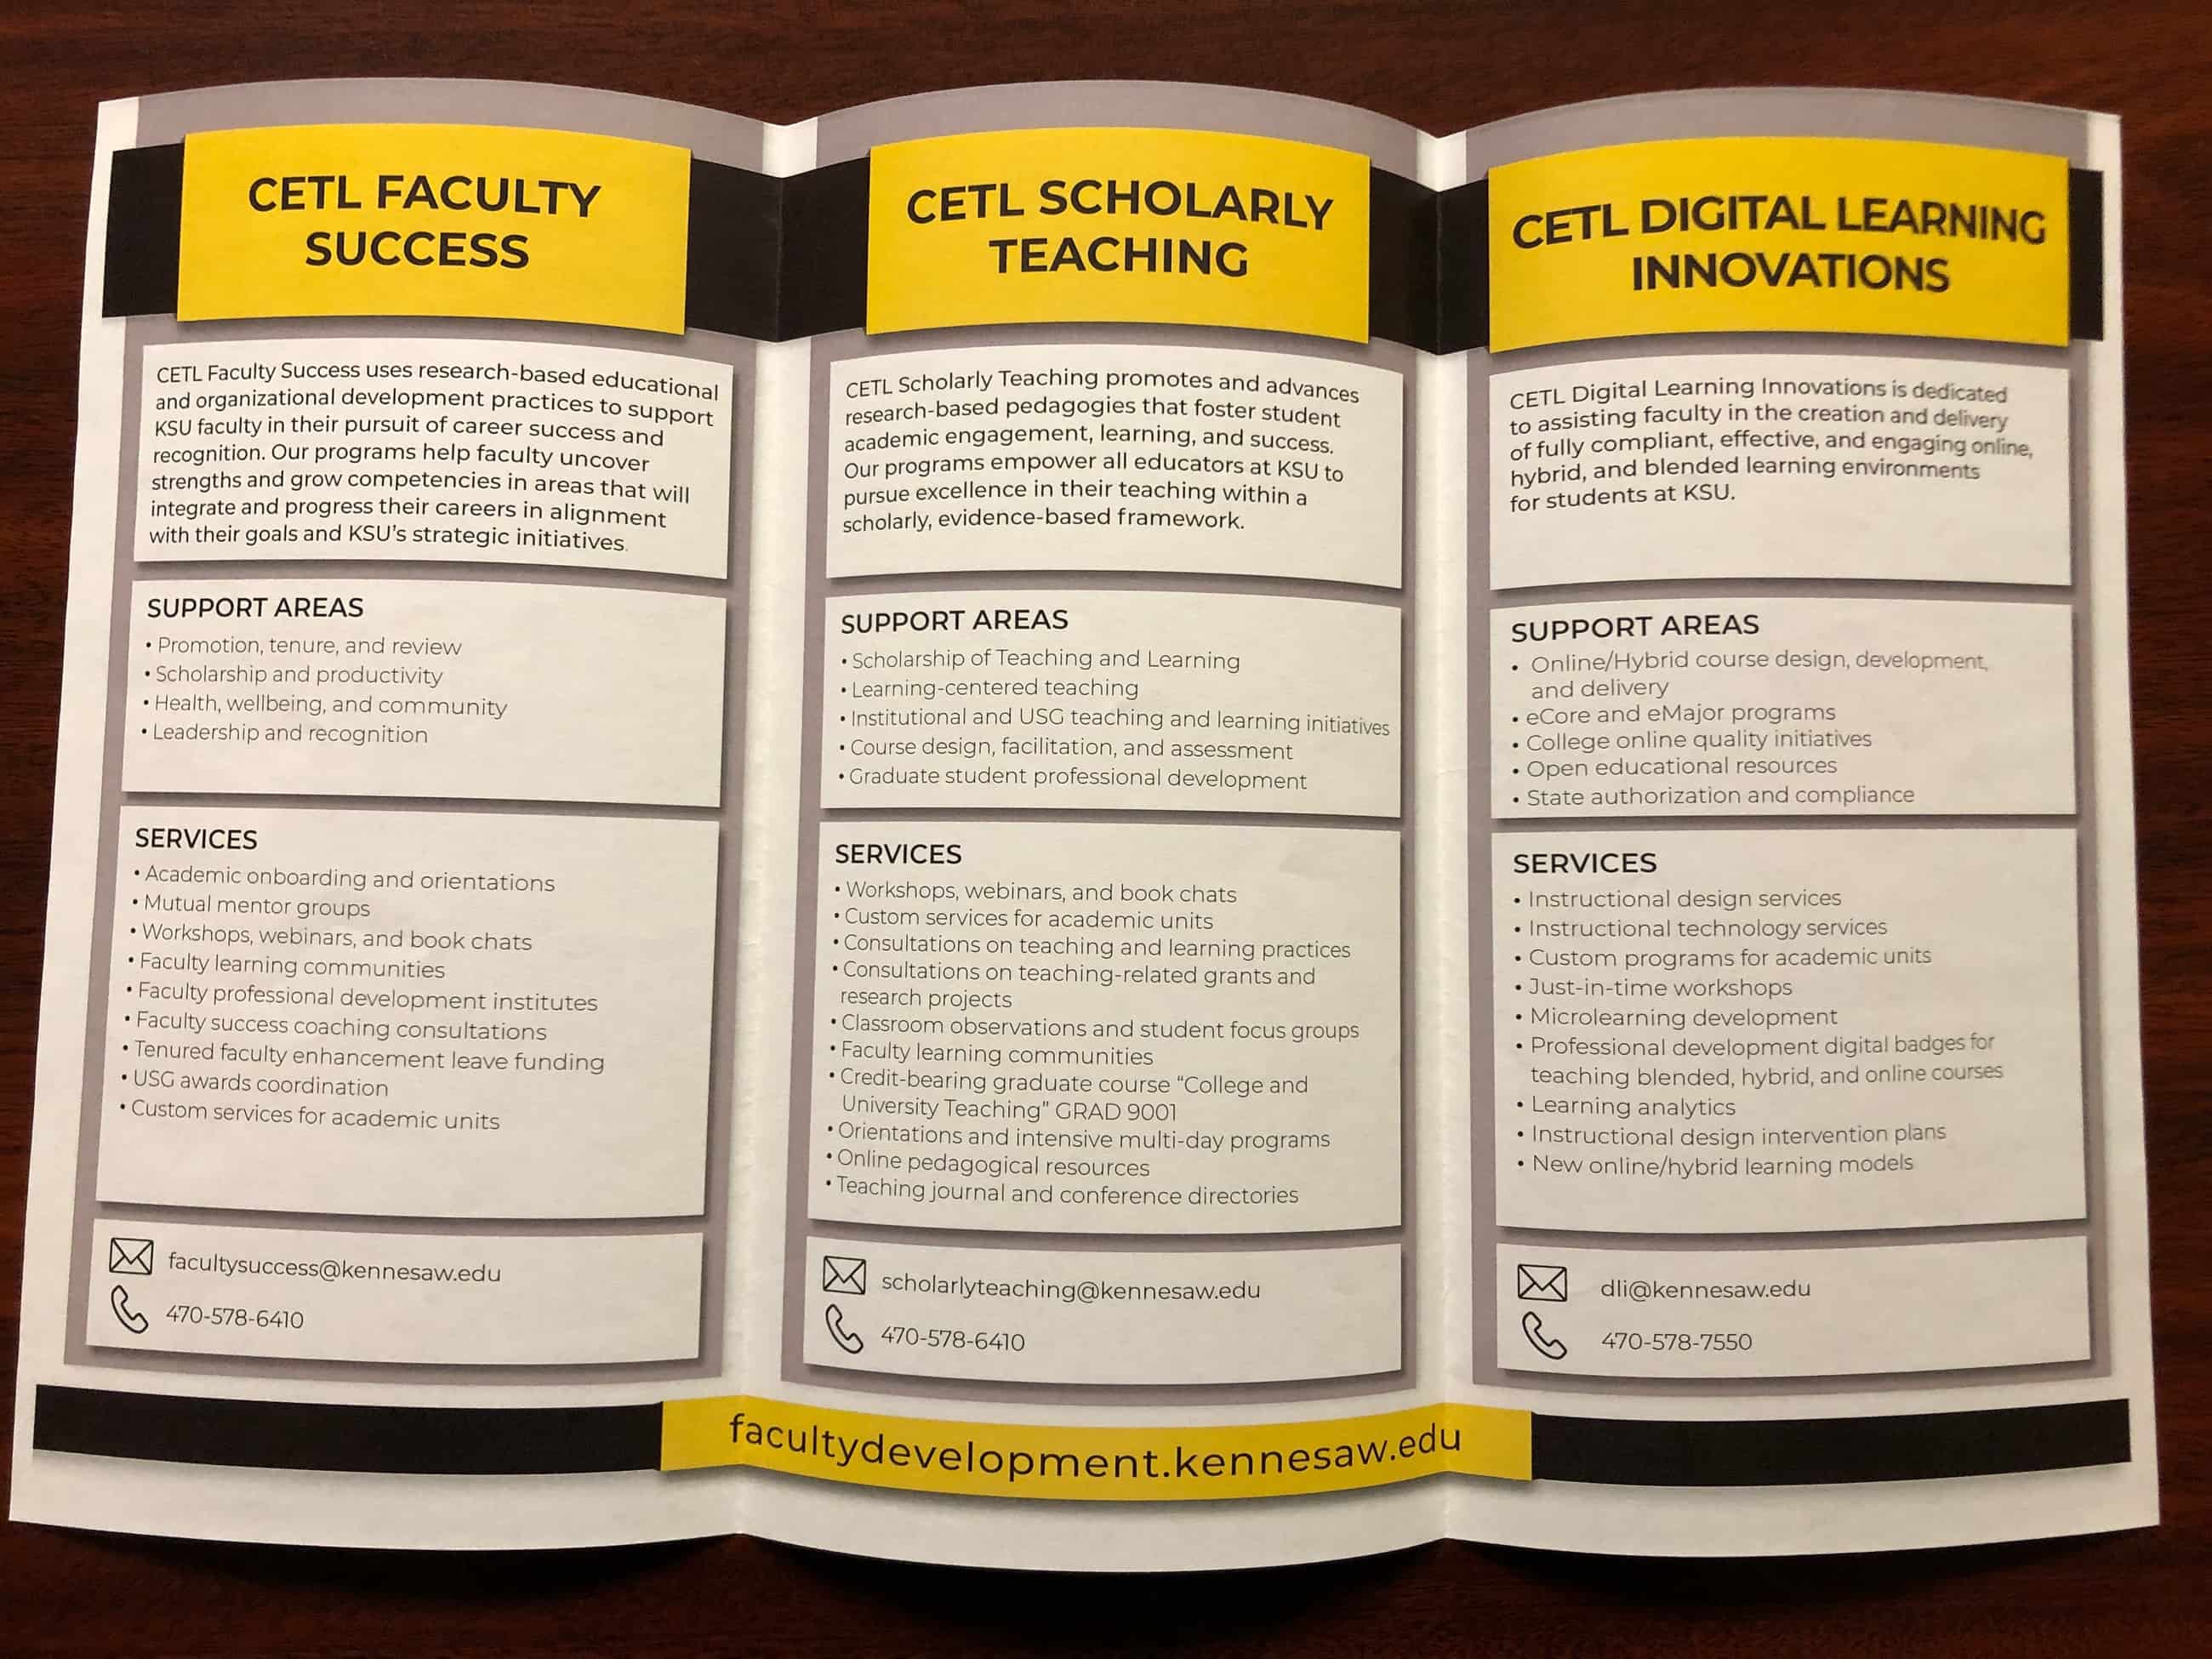 CETL FACULTY
SUCCESS
CETL Faculty Success uses research-based educational
and organizational development practices to support
KSU faculty in their pursuit of career success and
recognition. Our programs help faculty uncover
strengths and grow competencies in areas that will
integrate and progress their careers in alignment
with their goals and KSU's strategic initiatives.
SUPPORT AREAS
• Promotion, tenure, and review
• Scholarship and productivity
• Health, wellbeing, and community
• Leadership and recognition
SERVICES
• Academic onboarding and orientations
• Mutual mentor groups
• Workshops, webinars, and book chats
• Faculty learning communities
• Faculty professional development institutes
• Faculty success coaching consultations
• Tenured faculty enhancement leave funding
• USG awards coordination
• Custom services for academic units
facultysuccess@kennesaw.edu
470-578-6410
CETL SCHOLARLY
TEACHING
CETL Scholarly Teaching promotes and advances
research-based pedagogies that foster student
academic engagement, learning, and success.
Our programs empower all educators at KSU to
pursue excellence in their teaching within a
scholarly, evidence-based framework.
SUPPORT AREAS
• Scholarship of Teaching and Learning
• Learning-centered teaching
• Institutional and USG teaching and learning initiatives
• Course design, facilitation, and assessment
• Graduate student professional development
SERVICES
• Workshops, webinars, and book chats
• Custom services for academic units
• Consultations on teaching and learning practices
• Consultations on teaching-related grants and
research projects
• Classroom observations and student focus groups
• Faculty learning communities
• Credit-bearing graduate course “College and
University Teaching" GRAD 9001
• Orientations and intensive multi-day programs
• Online pedagogical resources
• Teaching journal and conference directories
scholarlyteaching@kennesaw.edu
470-578-6410
CETL DIGITAL LEARNING
INNOVATIONS
CETL Digital Learning Innovations is dedicated
to assisting faculty in the creation and delivery
of fully compliant, effective, and engaging online,
hybrid, and blended learning environments
for students at KSU.
SUPPORT AREAS
• Online/Hybrid course design, development,
and delivery
• eCore and eMajor programs
• College online quality initiatives
• Open educational resources
• State authorization and compliance
SERVICES
• Instructional design services
• Instructional technology services
• Custom programs for academic units
• Just-in-time workshops
• Microlearning development
• Professional development digital badges for
teaching blended, hybrid, and online courses
• Learning analytics
• Instructional design intervention plans
• New online/hybrid learning models
dli@kennesaw.edu
470-578-7550
facultydevelopment.kennesaw.edu